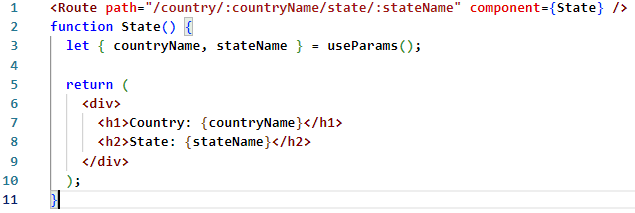 1 <Route path="/country/:countryName/state/:stateName" component={State} />
2 function State() {
3   let { countryName, stateName } = useParams();
4
5   return (
6     <div>
7       <h1>Country: {countryName}</h1>
8       <h2>State: {stateName}</h2>
9     </div>
10   );
11 }